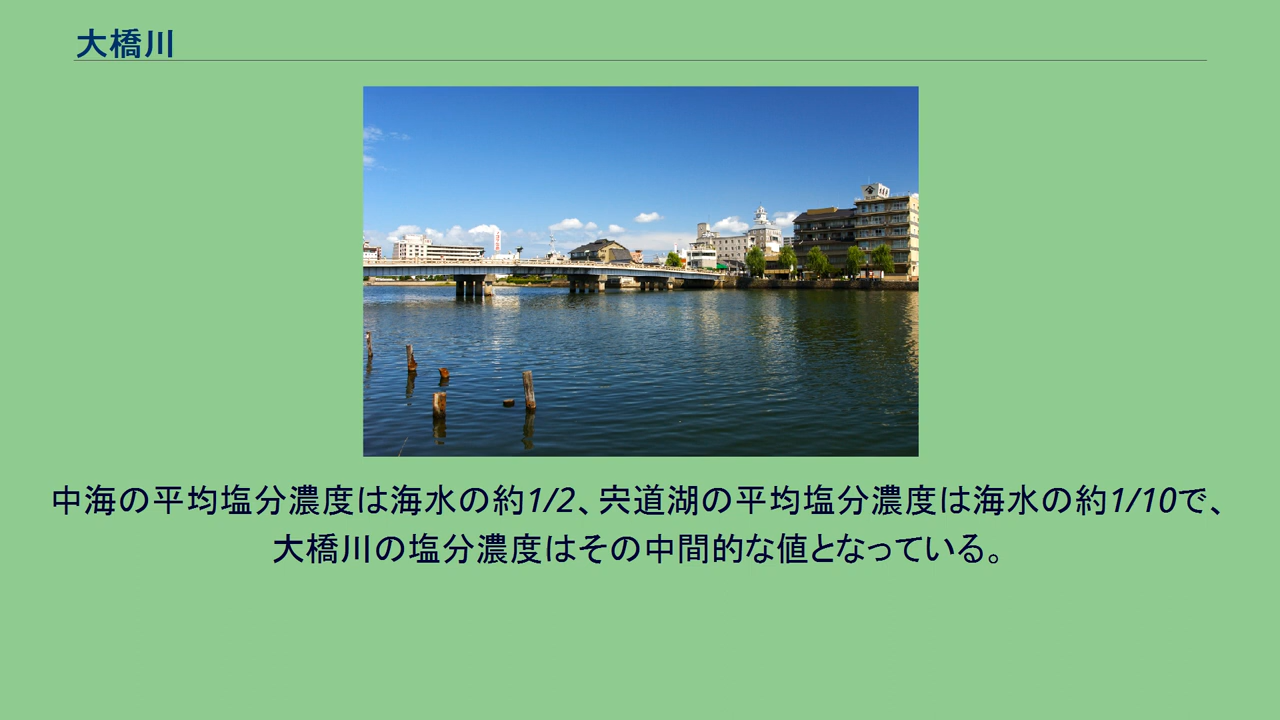 大橋川
中海の平均塩分濃度は海水の約1/2、宍道湖の平均塩分濃度は海水の約1/10で、
大橋川の塩分濃度はその中間的な値となっている。